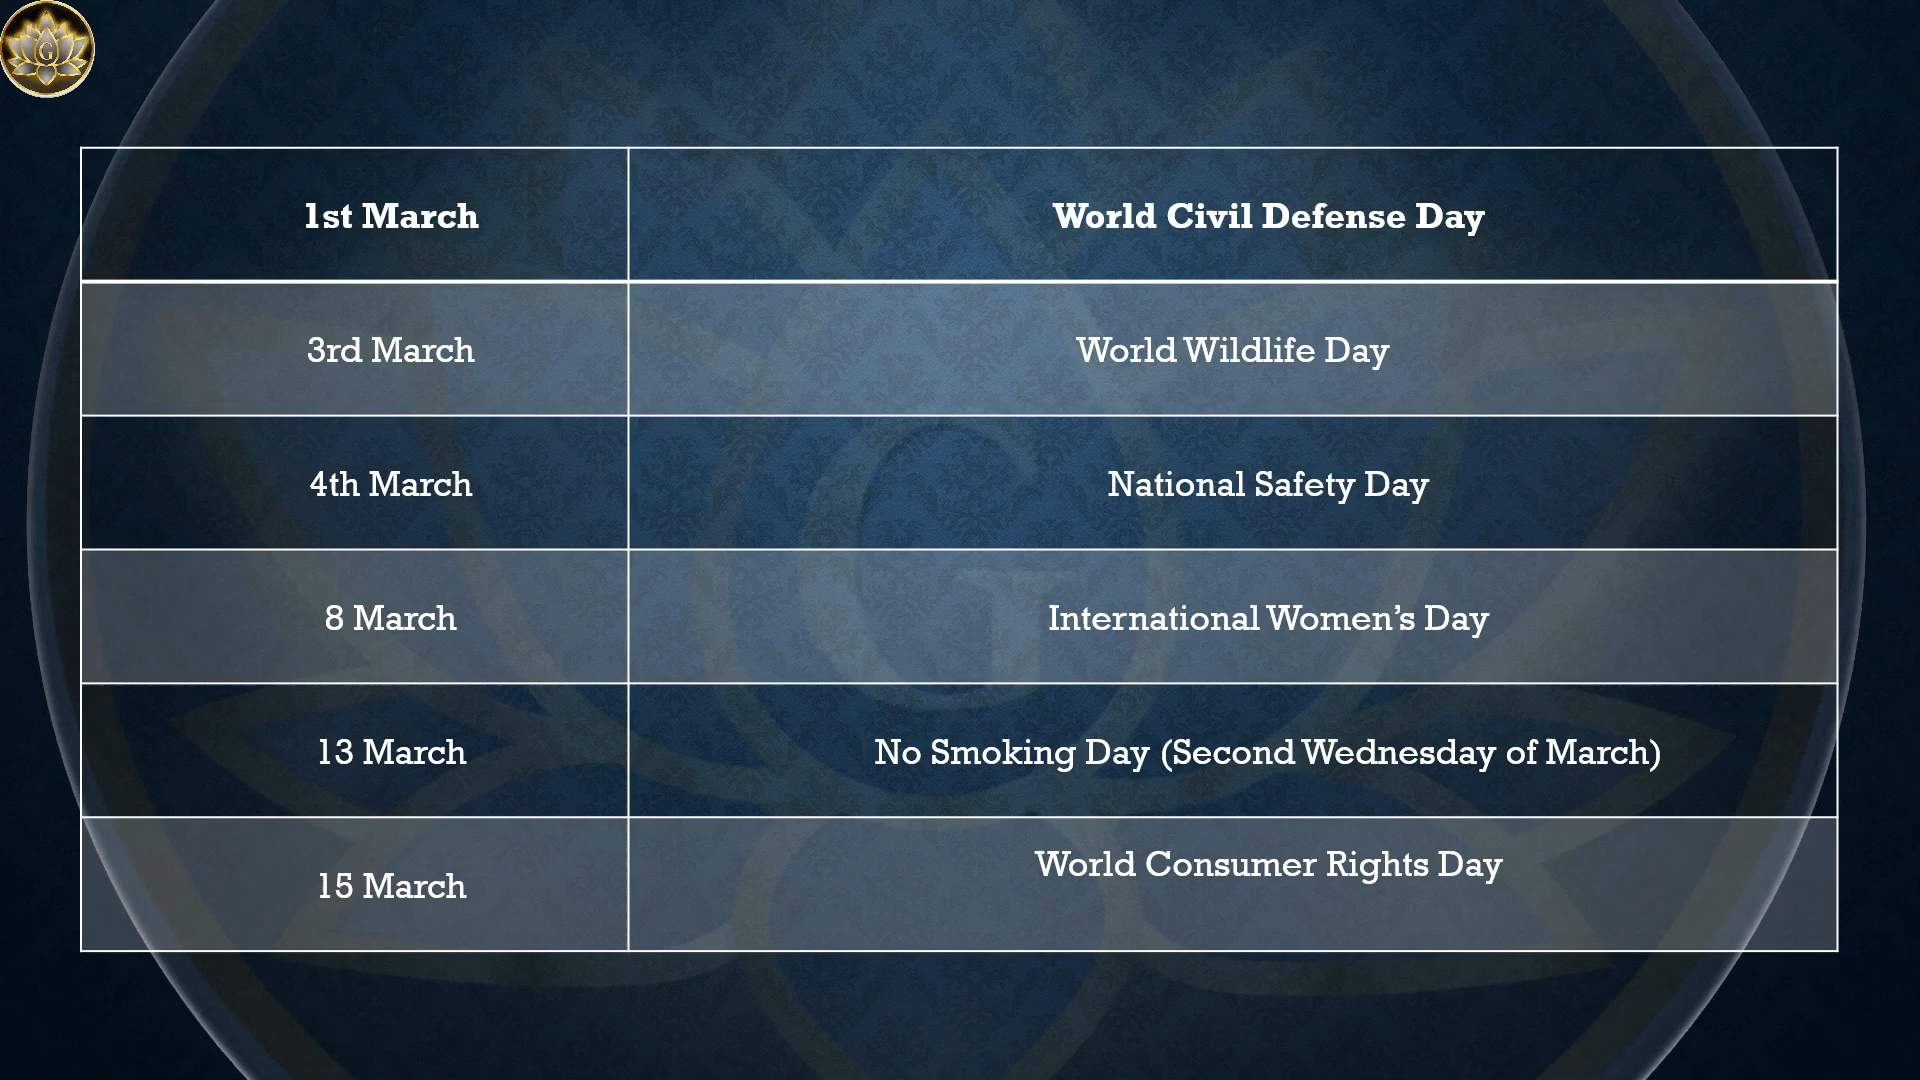 G
1st March World Civil Defense Day
3rd March World Wildlife Day
4th March National Safety Day
8 March International Women’s Day
13 March No Smoking Day (Second Wednesday of March)
15 March World Consumer Rights Day
G